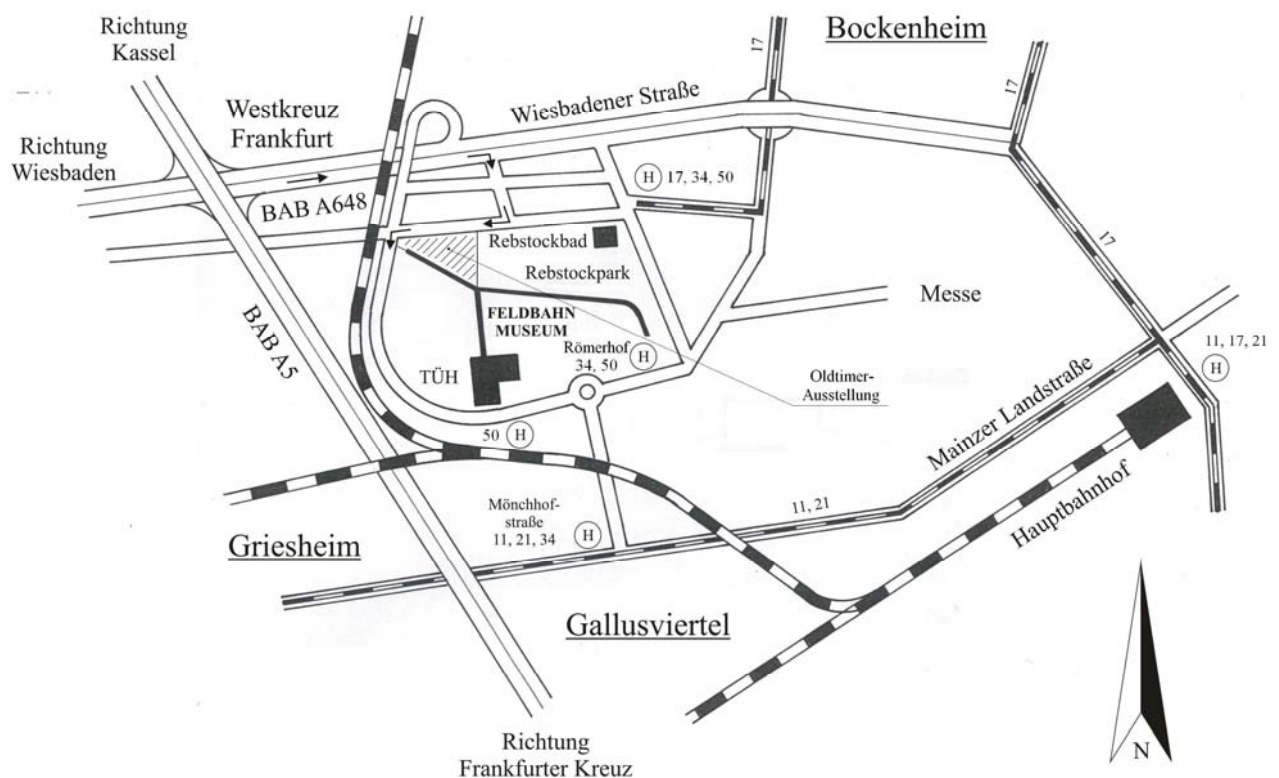 Richtung
Kassel
Bockenheim
17
17
Wiesbadener Straße
Westkreuz
Frankfurt
Richtung
Wiesbaden
BAB A648
H 17, 34, 50
17
Rebstockbad
Rebstockpark
Messe
FELDBAHN
MUSEUM
BAB A5
Römerhof
34, 50 H
TÜH
Oldtimer-
Ausstellung
11, 17, 21
H
50 H
Mainzer Landstraße
Mönchhof-
straße
11, 21, 34
H
11, 21
Hauptbahnhof
Griesheim
Gallusviertel
Richtung
Frankfurter Kreuz
N